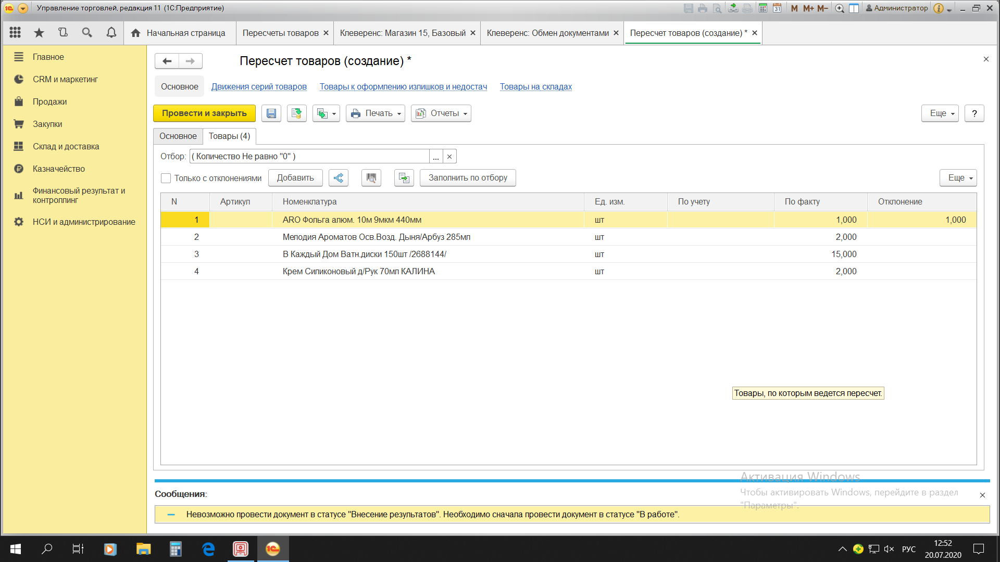 Управление торговлей, редакция 11 (1С:Предприятие)
31 M M+ M− Администратор
Начальная страница
Пересчеты товаров
Клеверенс: Магазин 15, Базовый
Клеверенс: Обмен документами
Пересчет товаров (создание) *
Главное
CRM и маркетинг
Продажи
Закупки
Склад и доставка
Казначейство
Финансовый результат и
контроллинг
НСИ и администрирование
Пересчет товаров (создание) *
Основное Движения серий товаров Товары к оформлению излишков и недостач Товары на складах
Провести и закрыть Печать Отчеты Еще ?
Основное Товары (4)
Отбор: ( Количество Не равно "0" ) ...
Только с отклонениями Добавить Заполнить по отбору Еще
N Артикул Номенклатура Ед. изм. По учету По факту Отклонение
1 ARO Фольга алюм. 10м 9мкм 440мм шт 1,000 1,000
2 Мелодия Ароматов Осв.Возд. Дыня/Арбуз 285мл шт 2,000
3 В Каждый Дом Ватн.диски 150шт /2688144/ шт 15,000
4 Крем Силиконовый д/Рук 70мл КАЛИНА шт 2,000
Товары, по которым ведется пересчет.
Активация Windows
Чтобы активировать Windows, перейдите в раздел
"Параметры".
Сообщения:
Невозможно провести документ в статусе "Внесение результатов". Необходимо сначала провести документ в статусе "В работе".
РУС
12:52
20.07.2020